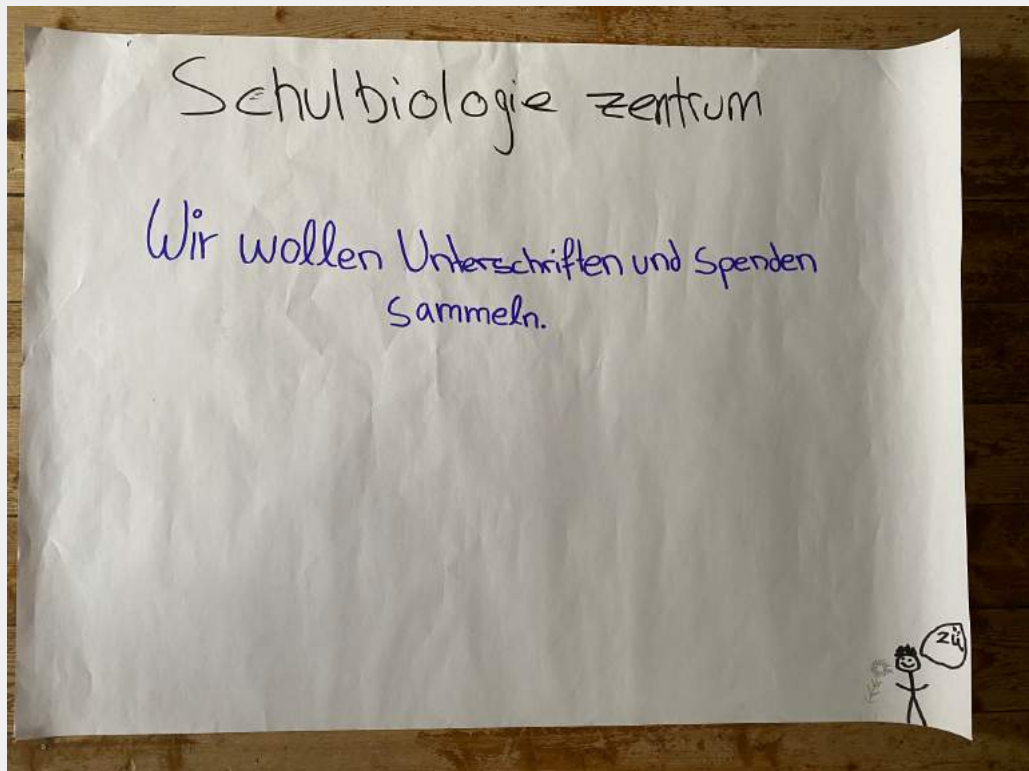 Schulbiologie zentrum
Wir wollen Unterschriften und Spenden
sammeln.
zü